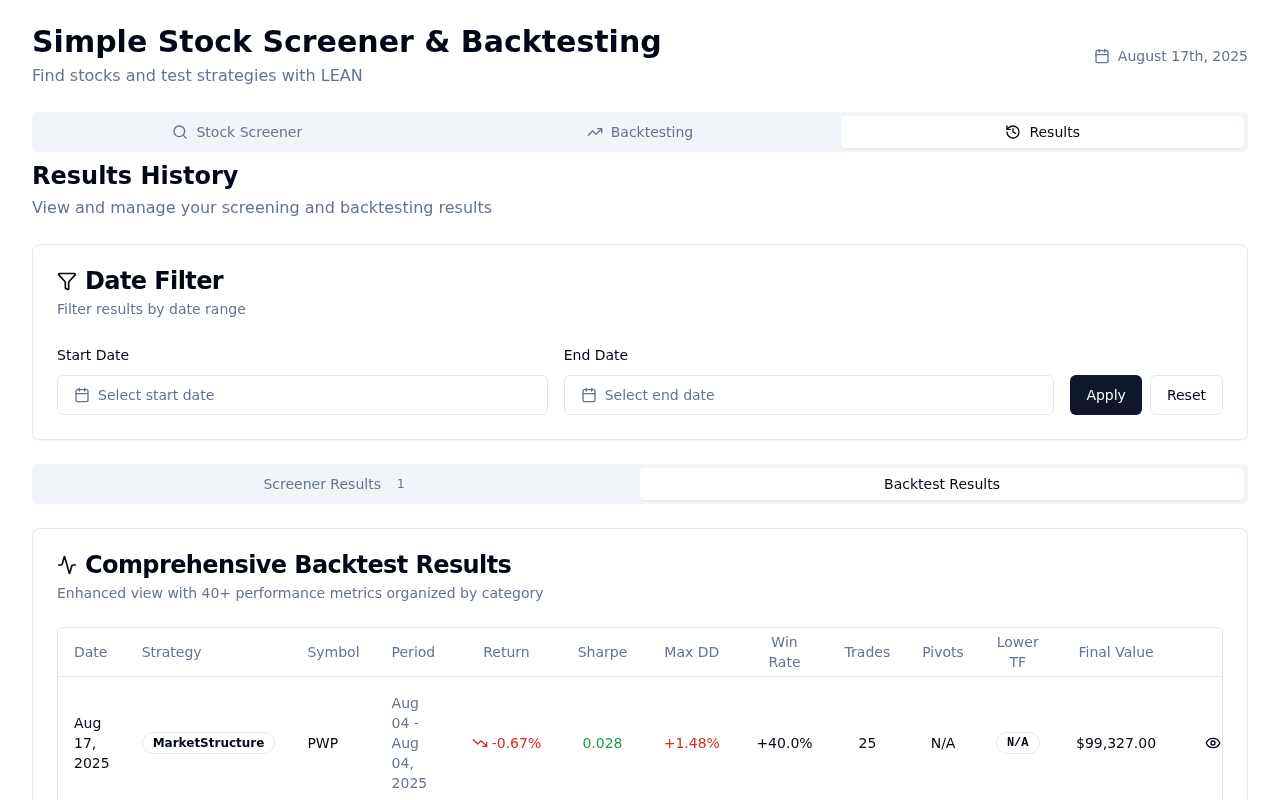 Simple Stock Screener & Backtesting
Find stocks and test strategies with LEAN
August 17th, 2025
Stock Screener
Backtesting
Results
Results History
View and manage your screening and backtesting results
Date Filter
Filter results by date range
Start Date
End Date
Select start date
Select end date
Apply
Reset
Screener Results 1
Backtest Results
Comprehensive Backtest Results
Enhanced view with 40+ performance metrics organized by category
Date
Strategy
Symbol
Period
Return
Sharpe
Max DD
Win
Rate
Trades
Pivots
Lower
TF
Final Value
Aug
17,
2025
MarketStructure
PWP
Aug
04 -
Aug
04,
2025
-0.67%
0.028
+1.48%
+40.0%
25
N/A
N/A
$99,327.00